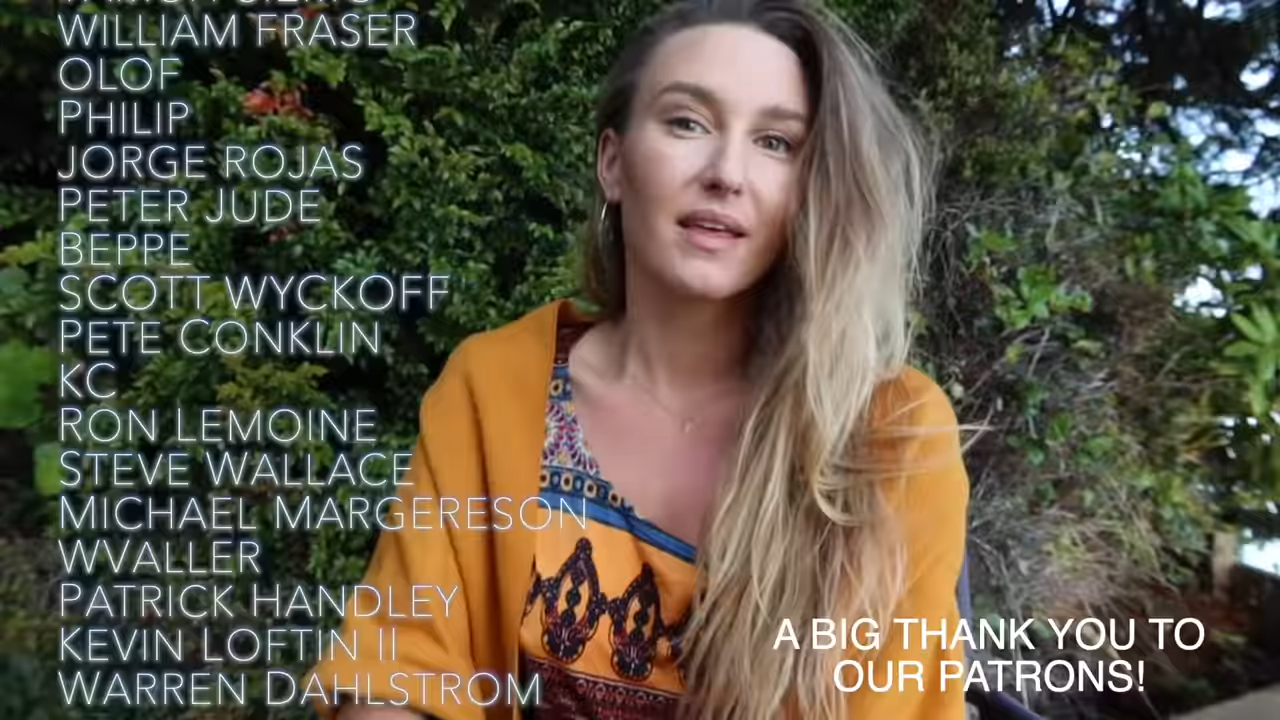 WILLIAM FRASER
OLOF
PHILIP
JORGE ROJAS
PETER JUDE
BEPPE
SCOTT WYCKOFF
PETE CONKLIN
KC
RON LEMOINE
STEVE WALLACE
MICHAEL MARGERESON
WVALLER
PATRICK HANDLEY
KEVIN LOFTIN II
WARREN DAHLSTROM
A BIG THANK YOU TO
OUR PATRONS!